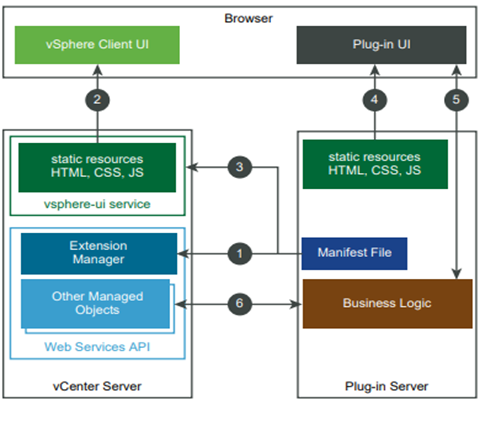 Browser
vSphere Client UI
Plug-in UI
2
4
5
static resources
HTML, CSS, JS
vsphere-ui service
static resources
HTML, CSS, JS
3
Extension
Manager
1
Manifest File
Other Managed
Objects
6
Business Logic
Web Services API
vCenter Server
Plug-in Server